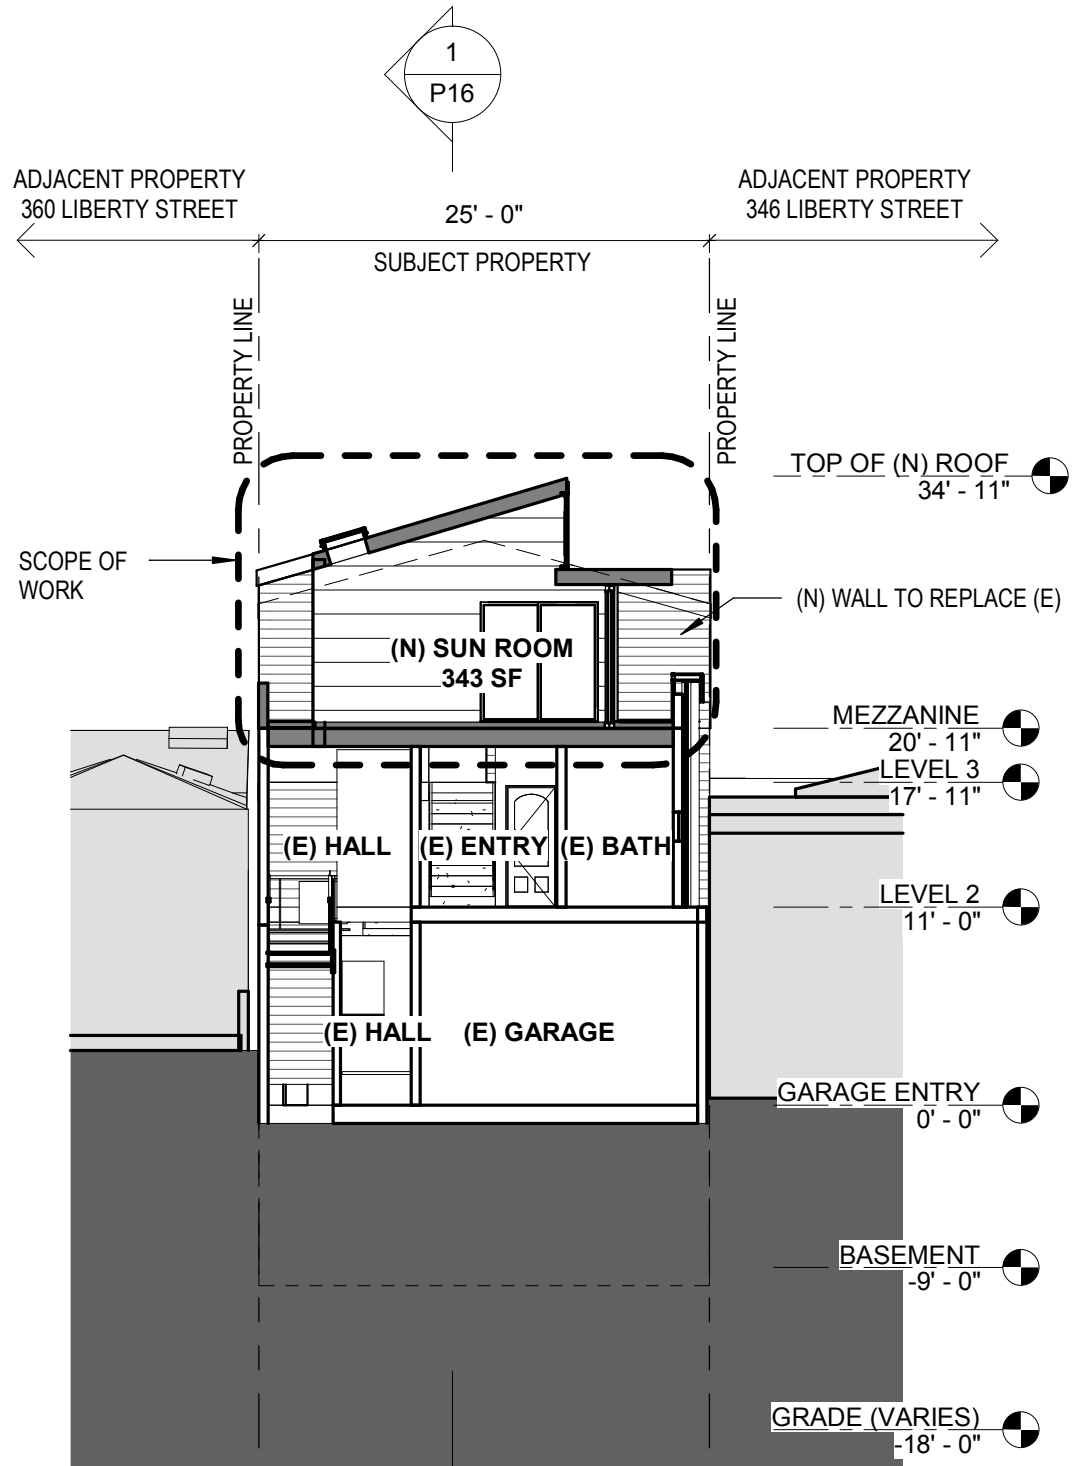 1
P16
ADJACENT PROPERTY
360 LIBERTY STREET
25' - 0"
SUBJECT PROPERTY
ADJACENT PROPERTY
346 LIBERTY STREET
PROPERTY LINE
PROPERTY LINE
TOP OF (N) ROOF
34' - 11"
SCOPE OF
WORK
(N) WALL TO REPLACE (E)
(N) SUN ROOM
343 SF
MEZZANINE
20' - 11"
LEVEL 3
17' - 11"
(E) HALL
(E) ENTRY
(E) BATH
LEVEL 2
11' - 0"
(E) HALL
(E) GARAGE
GARAGE ENTRY
0' - 0"
BASEMENT
-9' - 0"
GRADE (VARIES)
-18' - 0"